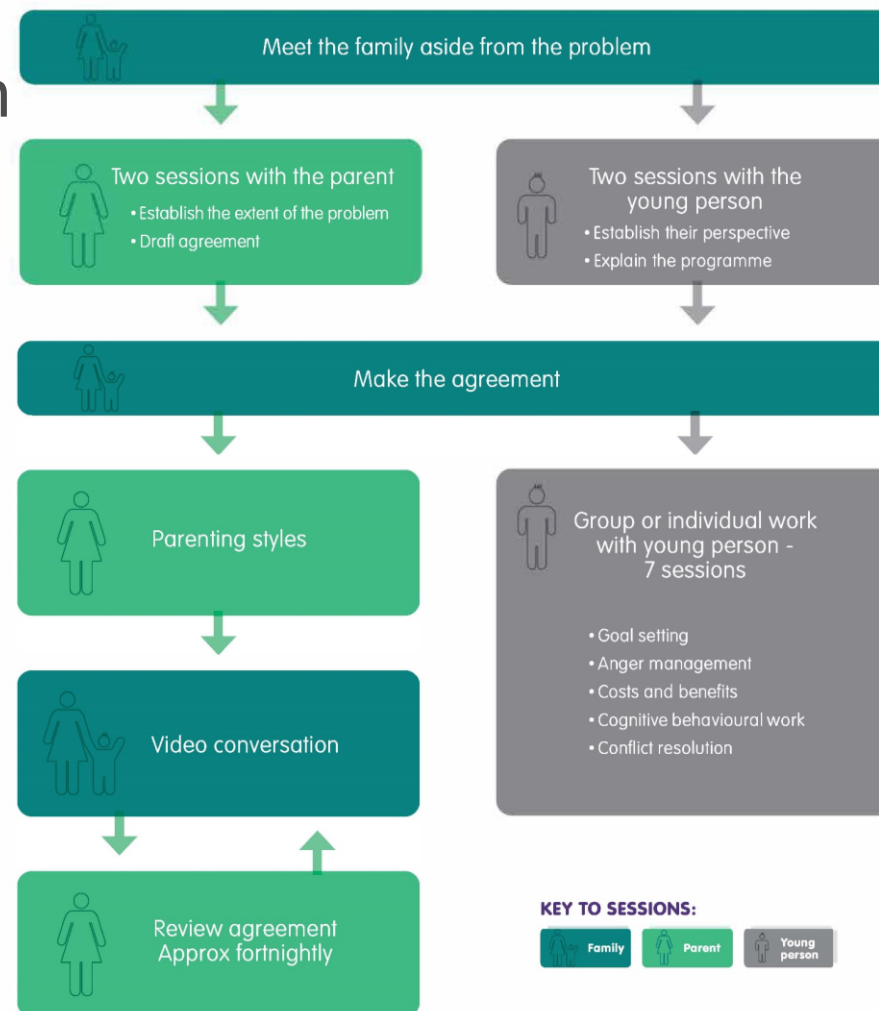 Meet the family aside from the problem
Two sessions with the parent
• Establish the extent of the problem
• Draft agreement
Two sessions with the
young person
• Establish their perspective
• Explain the programme
Make the agreement
Parenting styles
Group or individual work
with young person -
7 sessions
• Goal setting
• Anger management
• Costs and benefits
• Cognitive behavioural work
• Conflict resolution
Video conversation
Review agreement
Approx fortnightly
KEY TO SESSIONS:
Family
Parent
Young
person